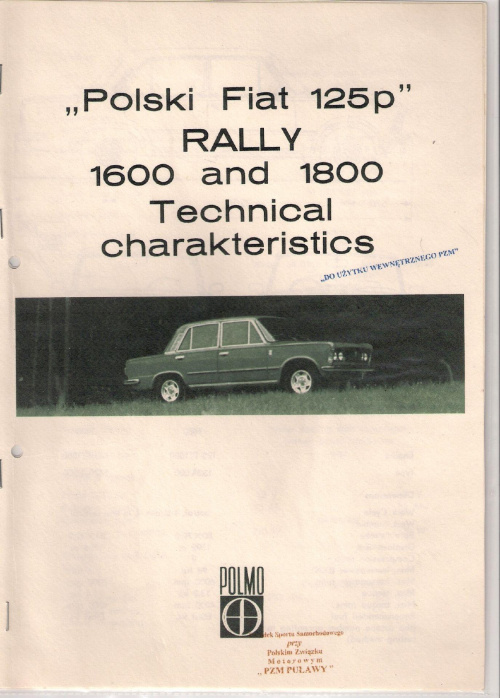 „Polski Fiat 125p”
RALLY
1600 and 1800
Technical
charakteristics
„DO UŻYTKU WEWNĘTRZNEGO PZM”
POLMO
Sportu Samochodowego
przy
Polskim Związku
Motorowym
„PZM PUŁAWY”